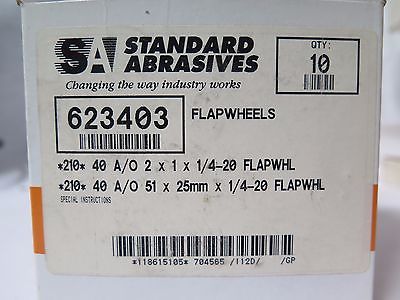 SA STANDARD
ABRASIVES
Changing the way industry works
QTY:
10
623403
FLAPWHEELS
*210* 40 A/O 2 x 1 x 1/4-20 FLAPWHL
*210* 40 A/O 51 x 25mm x 1/4-20 FLAPWHL
SPECIAL INSTRUCTIONS
*118615105* 704565 /112D/ /GP